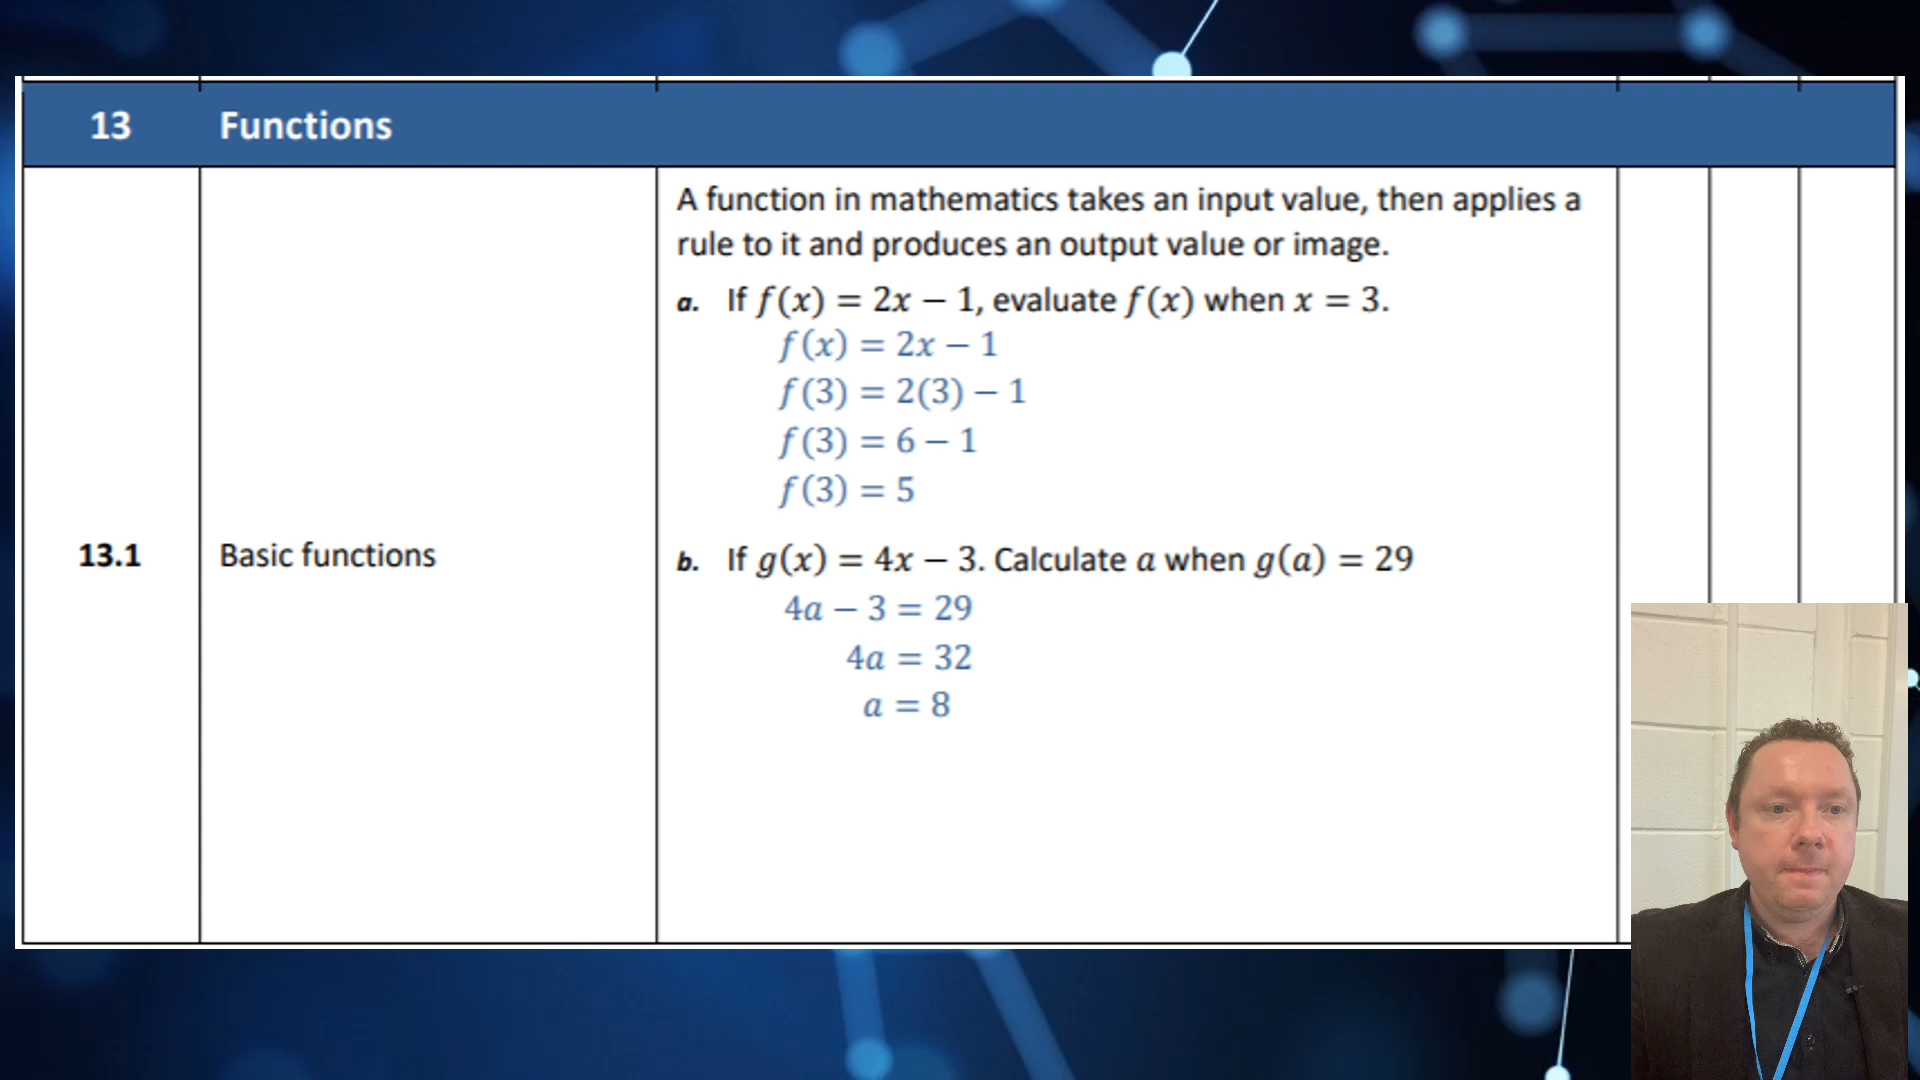 13 Functions
A function in mathematics takes an input value, then applies a
rule to it and produces an output value or image.
a. If f(x) = 2x − 1, evaluate f(x) when x = 3.
f(x) = 2x − 1
f(3) = 2(3) − 1
f(3) = 6 − 1
f(3) = 5
13.1 Basic functions
b. If g(x) = 4x − 3. Calculate a when g(a) = 29
4a − 3 = 29
4a = 32
a = 8